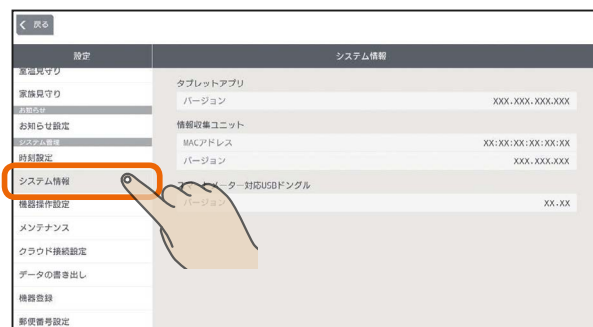 戻る
設定
システム情報
室温見守り
家族見守り
お知らせ
お知らせ設定
システム管理
時刻設定
システム情報
機器操作設定
メンテナンス
クラウド接続設定
データの書き出し
機器登録
郵便番号設定
タブレットアプリ
バージョン XXX.XXX.XXX.XXX
情報収集ユニット
MACアドレス XX:XX:XX:XX:XX:XX
バージョン XXX.XXX.XXX
メーター対応USBドングル
バージョン XX.XX